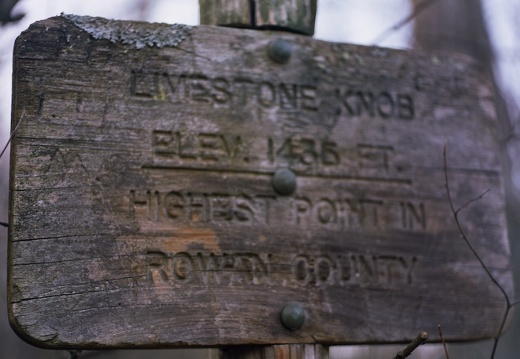 LIMESTONE KNOB
ELEV. 1435 FT.
HIGHEST POINT IN
ROWAN COUNTY